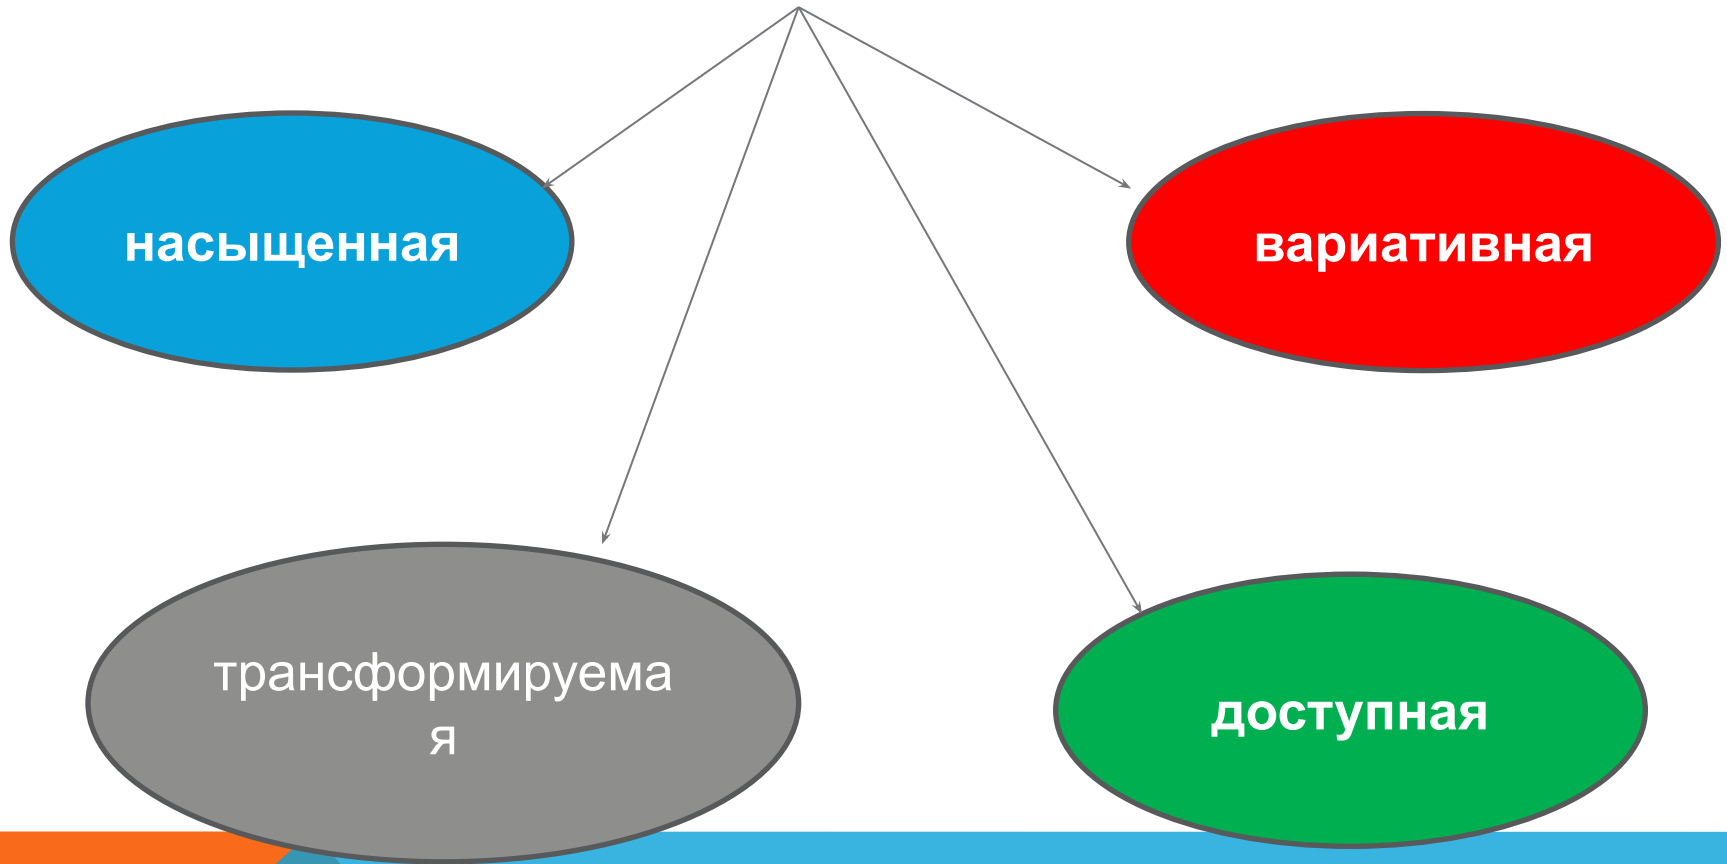 насыщенная
вариативная
трансформируема
я
доступная